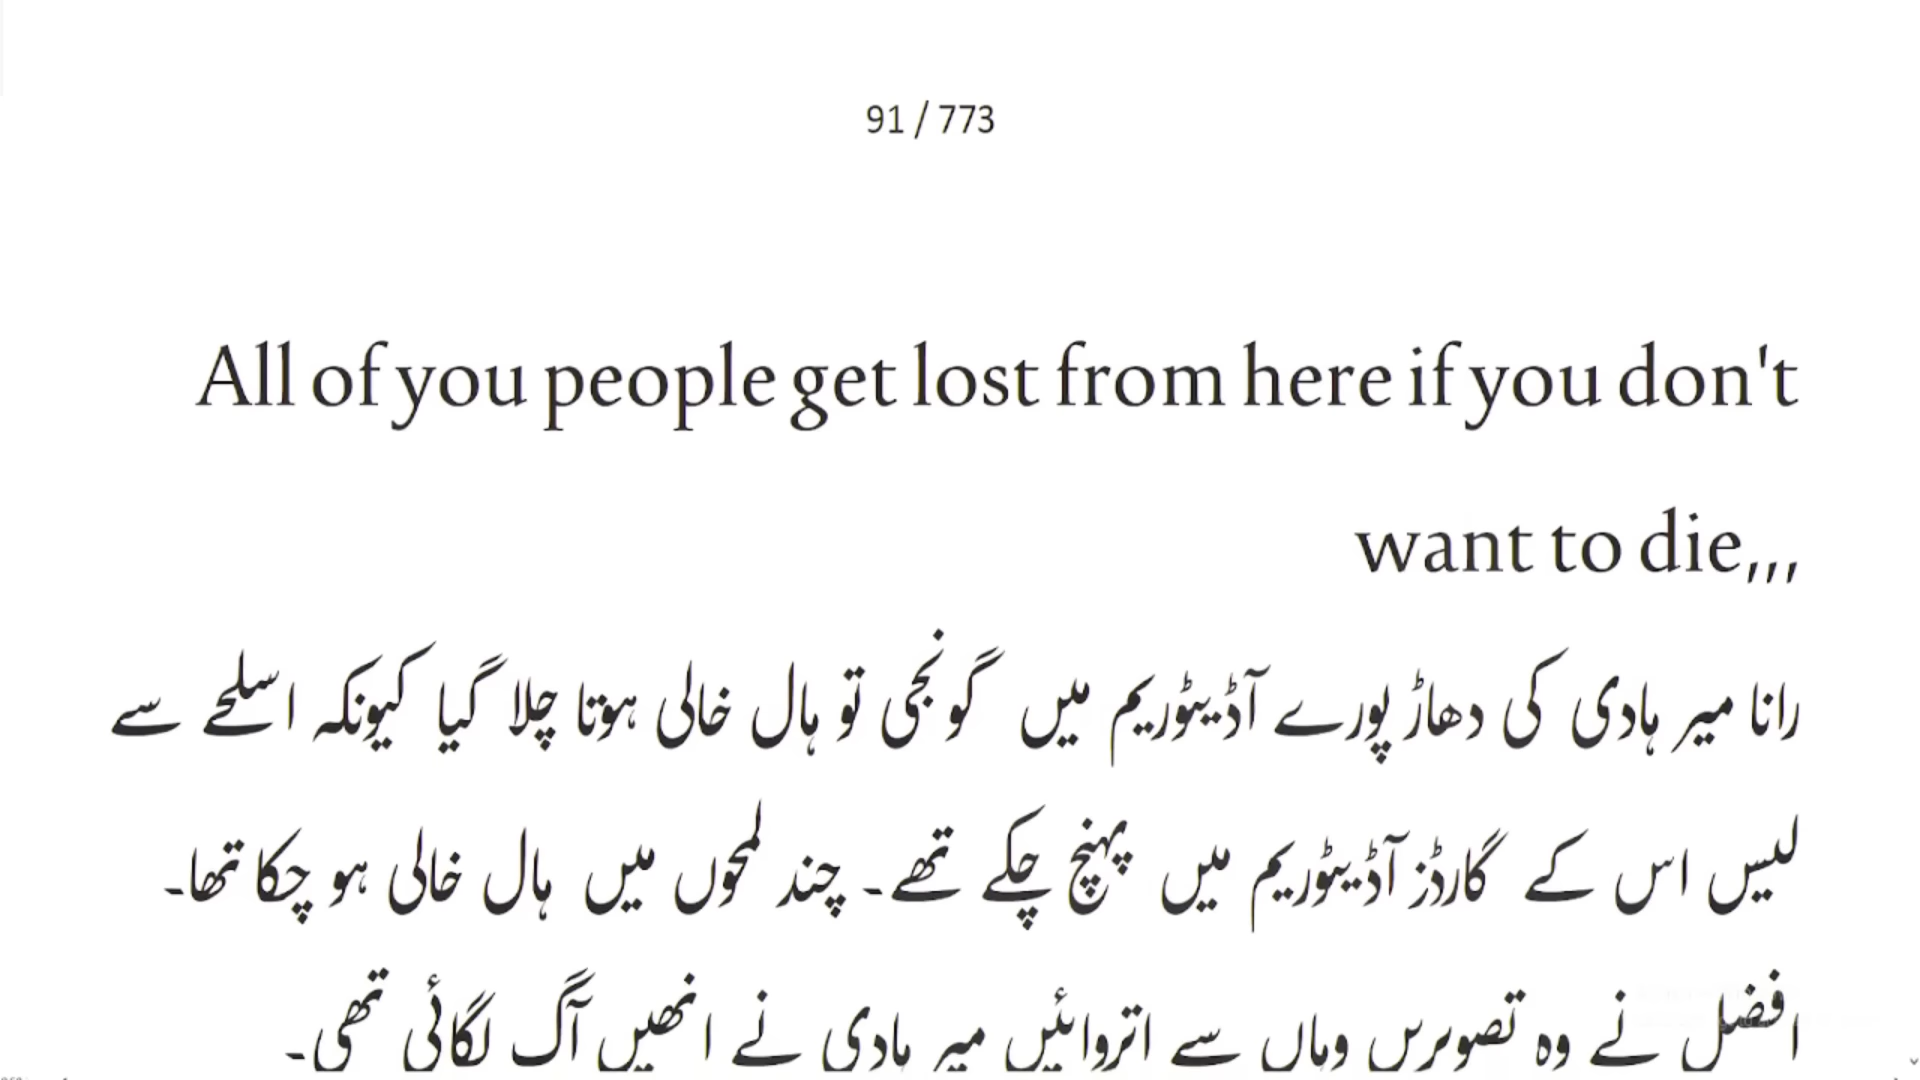 91 / 773
All of you people get lost from here if you don't
want to die,,,
رانا میر ہادی کی دھاڑ پورے آڈیٹوریم میں گونجی تو ہال خالی ہوتا چلا گیا کیونکہ اسلحے سے
لیس اس کے گارڈز آڈیٹوریم میں پہنچ چکے تھے۔ چند لمحوں میں ہال خالی ہو چکا تھا۔
افضل نے وہ تصویرں وہاں سے اتروائیں میر ہادی نے انھیں آگ لگائی تھی۔